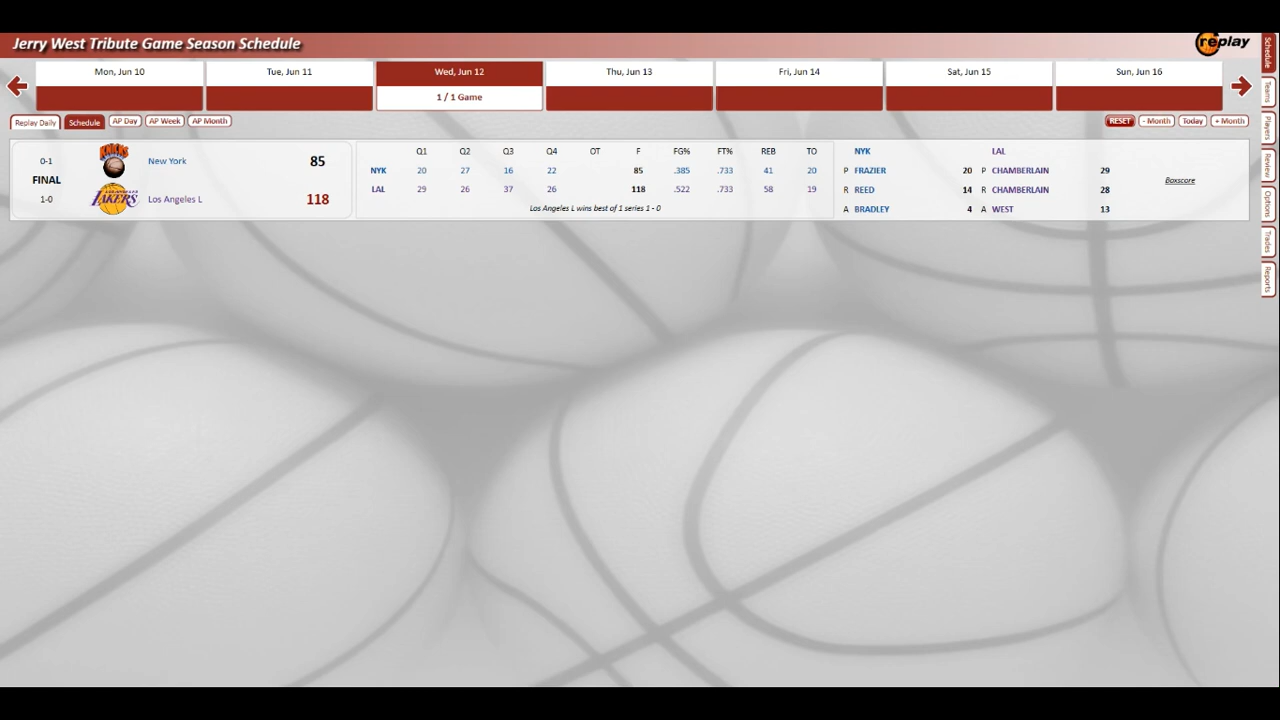 Jerry West Tribute Game Season Schedule
replay
Mon, Jun 10 Tue, Jun 11 Wed, Jun 12 Thu, Jun 13 Fri, Jun 14 Sat, Jun 15 Sun, Jun 16
1 / 1 Game
Replay Daily Schedule AP Day AP Week AP Month RESET - Month Today + Month
0-1 KNICKS New York 85
FINAL
1-0 LAKERS Los Angeles L 118
Q1 Q2 Q3 Q4 OT F FG% FT% REB TO
NYK 20 27 16 22 85 .385 .733 41 20
LAL 29 26 37 26 118 .522 .733 58 19
Los Angeles L wins best of 1 series 1 - 0
NYK LAL
P FRAZIER 20 P CHAMBERLAIN 29
R REED 14 R CHAMBERLAIN 28
A BRADLEY 4 A WEST 13
Boxscore
Schedule
Teams
Players
Review
Options
Trades
Reports